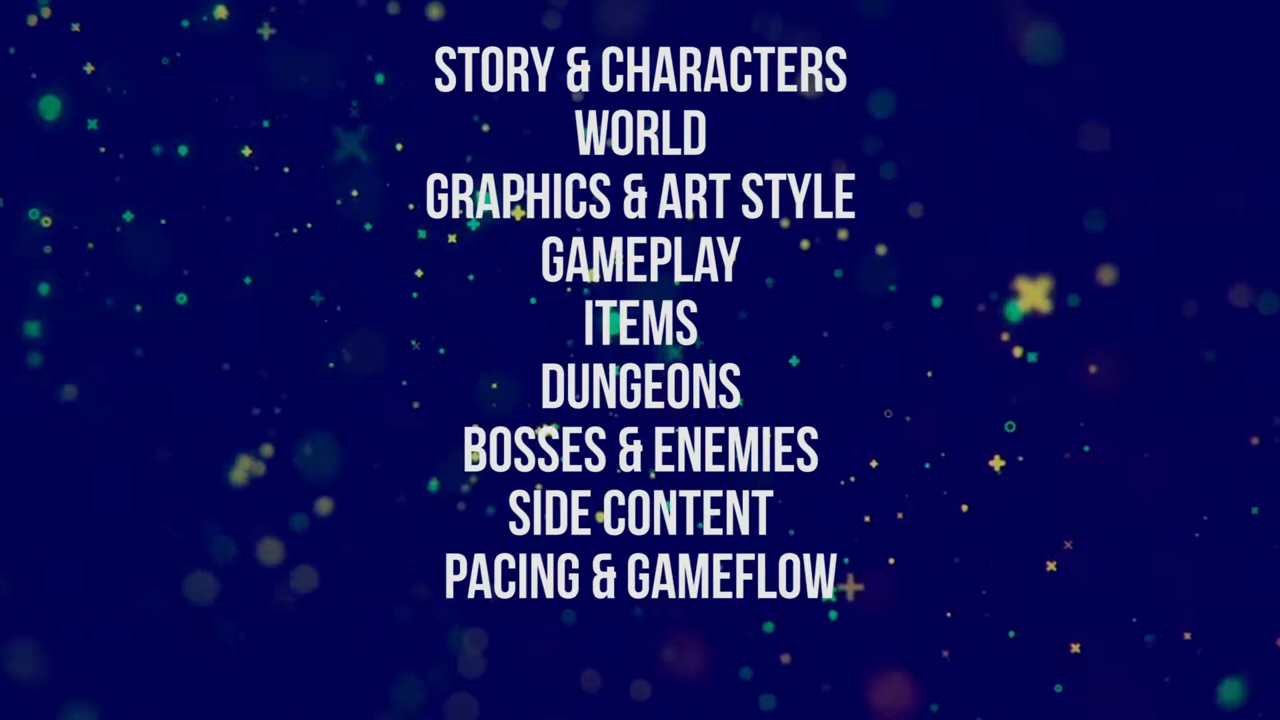 STORY & CHARACTERS
WORLD
GRAPHICS & ART STYLE
GAMEPLAY
ITEMS
DUNGEONS
BOSSES & ENEMIES
SIDE CONTENT
PACING & GAMEFLOW